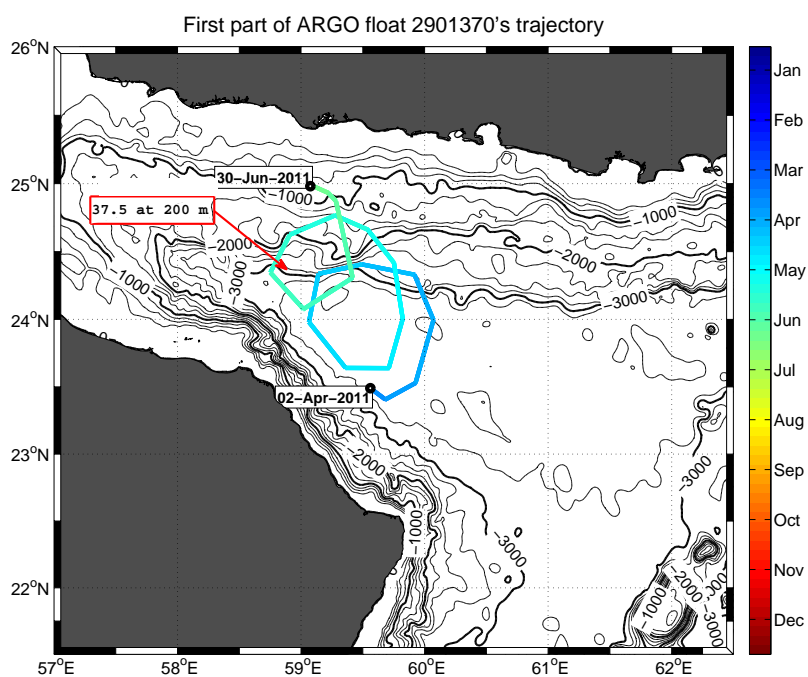 First part of ARGO float 2901370's trajectory
26°N
25°N
24°N
23°N
22°N
57°E
58°E
59°E
60°E
61°E
62°E
30−Jun−2011
37.5 at 200 m
02−Apr−2011
−1000
−1000
−2000
−2000
−1000
−3000
−3000
−3000
−2000
−1000
−3000
−2000
−1000
−3000
Jan
Feb
Mar
Apr
May
Jun
Jul
Aug
Sep
Oct
Nov
Dec